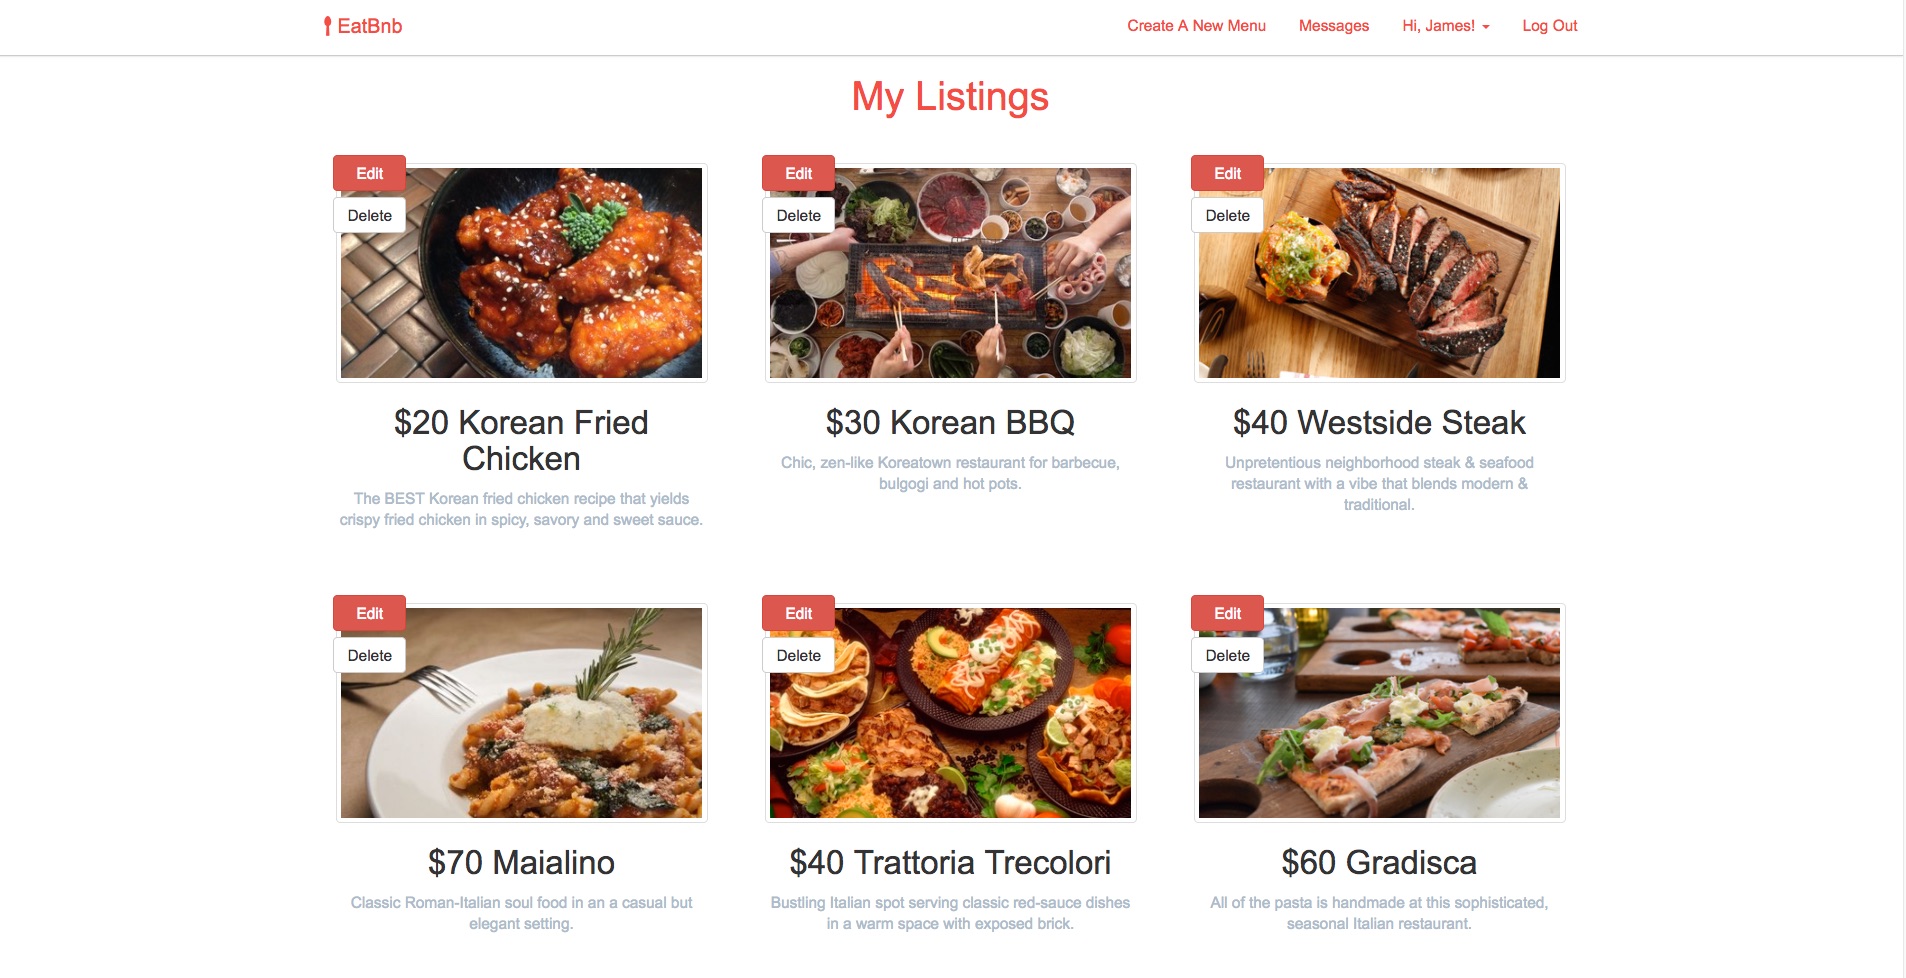 EatBnb
Create A New Menu
Messages
Hi, James!
Log Out
My Listings
Edit
Delete
$20 Korean Fried
Chicken
The BEST Korean fried chicken recipe that yields
crispy fried chicken in spicy, savory and sweet sauce.
Edit
Delete
$30 Korean BBQ
Chic, zen-like Koreatown restaurant for barbecue,
bulgogi and hot pots.
Edit
Delete
$40 Westside Steak
Unpretentious neighborhood steak & seafood
restaurant with a vibe that blends modern &
traditional.
Edit
Delete
$70 Maialino
Classic Roman-Italian soul food in an a casual but
elegant setting.
Edit
Delete
$40 Trattoria Trecolori
Bustling Italian spot serving classic red-sauce dishes
in a warm space with exposed brick.
Edit
Delete
$60 Gradisca
All of the pasta is handmade at this sophisticated,
seasonal Italian restaurant.